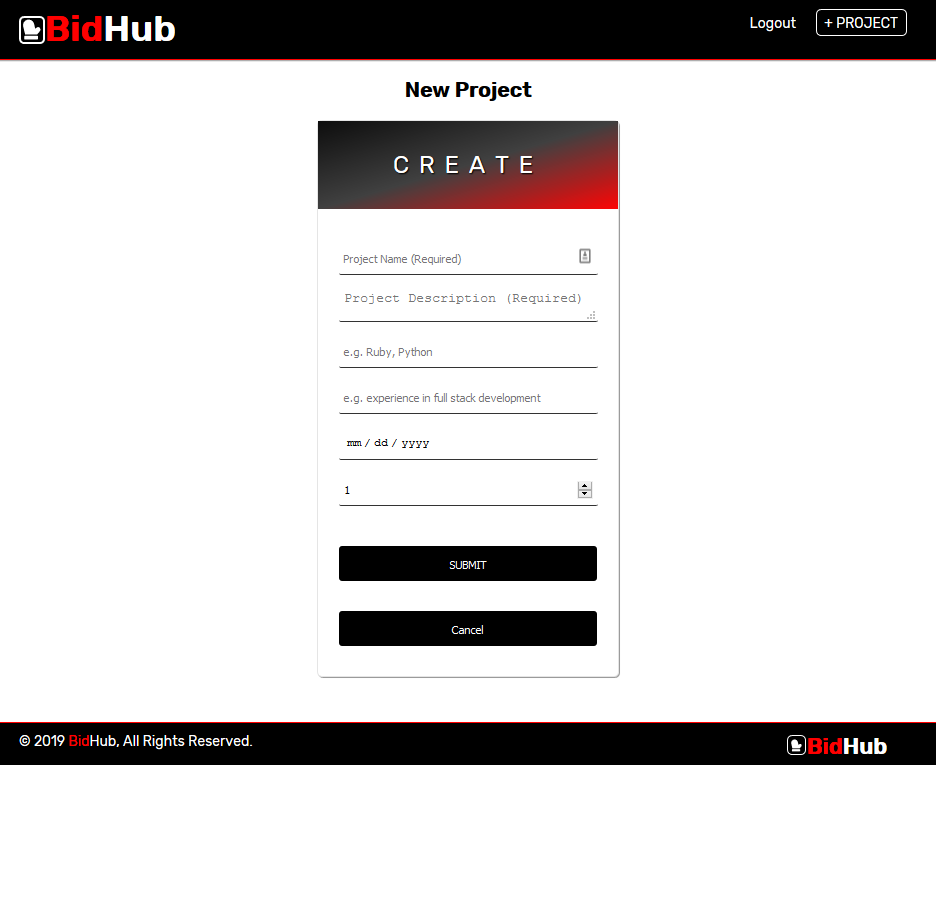 BidHub
Logout
+ PROJECT
New Project
CREATE
Project Name (Required)
Project Description (Required)
e.g. Ruby, Python
e.g. experience in full stack development
mm / dd / yyyy
1
SUBMIT
Cancel
© 2019 BidHub, All Rights Reserved.
BidHub